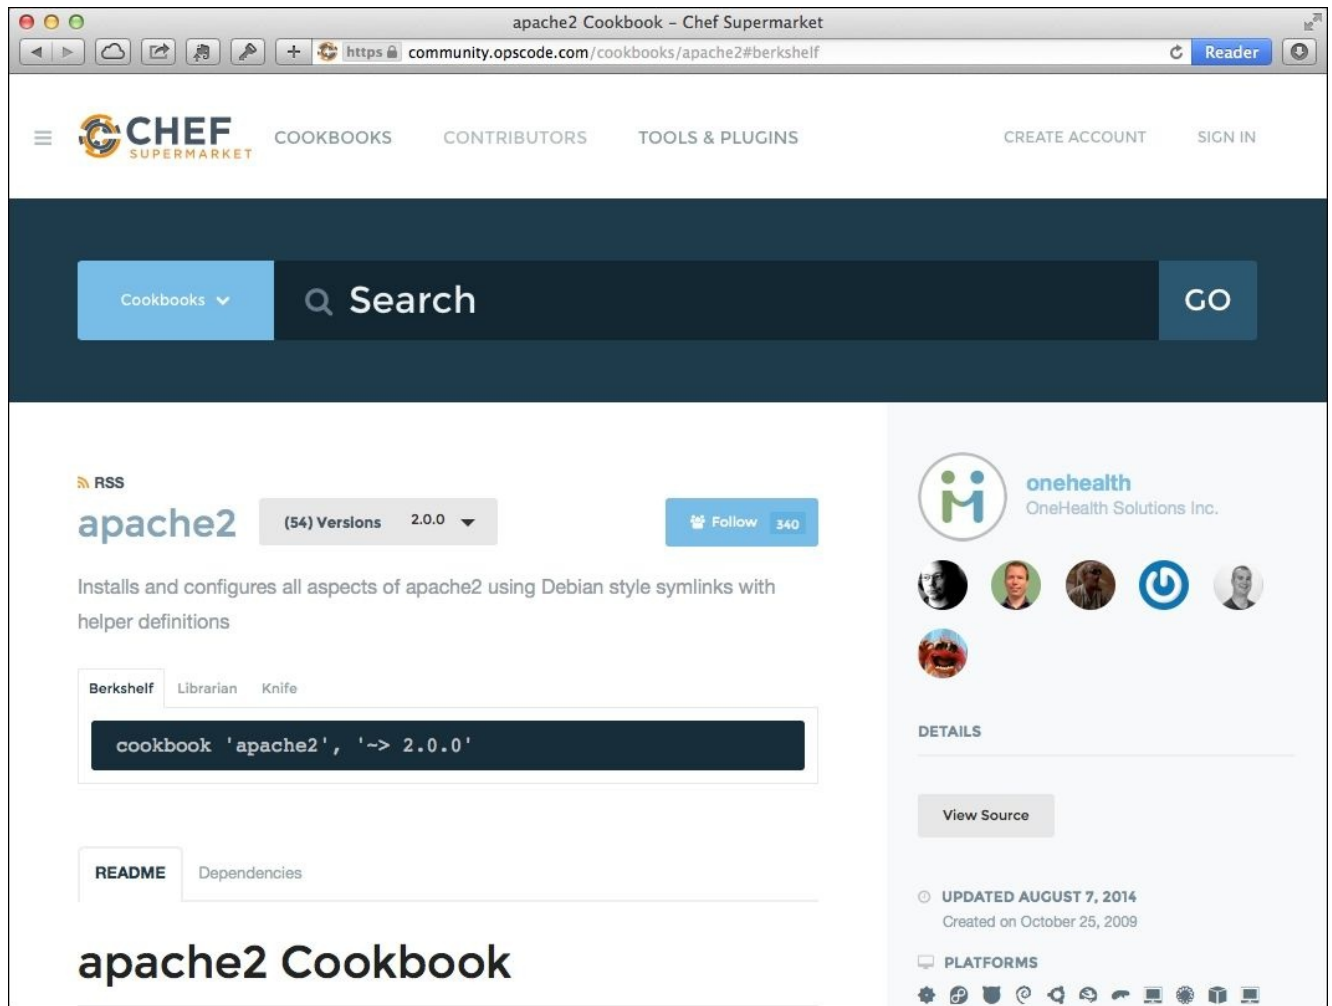 apache2 Cookbook – Chef Supermarket
https community.opscode.com/cookbooks/apache2#berkshelf Reader
CHEF
SUPERMARKET
COOKBOOKS CONTRIBUTORS TOOLS & PLUGINS CREATE ACCOUNT SIGN IN
Cookbooks Search GO
RSS
apache2 (54) Versions 2.0.0 Follow 340
Installs and configures all aspects of apache2 using Debian style symlinks with
helper definitions
Berkshelf Librarian Knife
cookbook 'apache2', '~> 2.0.0'
README Dependencies
apache2 Cookbook
onehealth
OneHealth Solutions Inc.
DETAILS
View Source
UPDATED AUGUST 7, 2014
Created on October 25, 2009
PLATFORMS